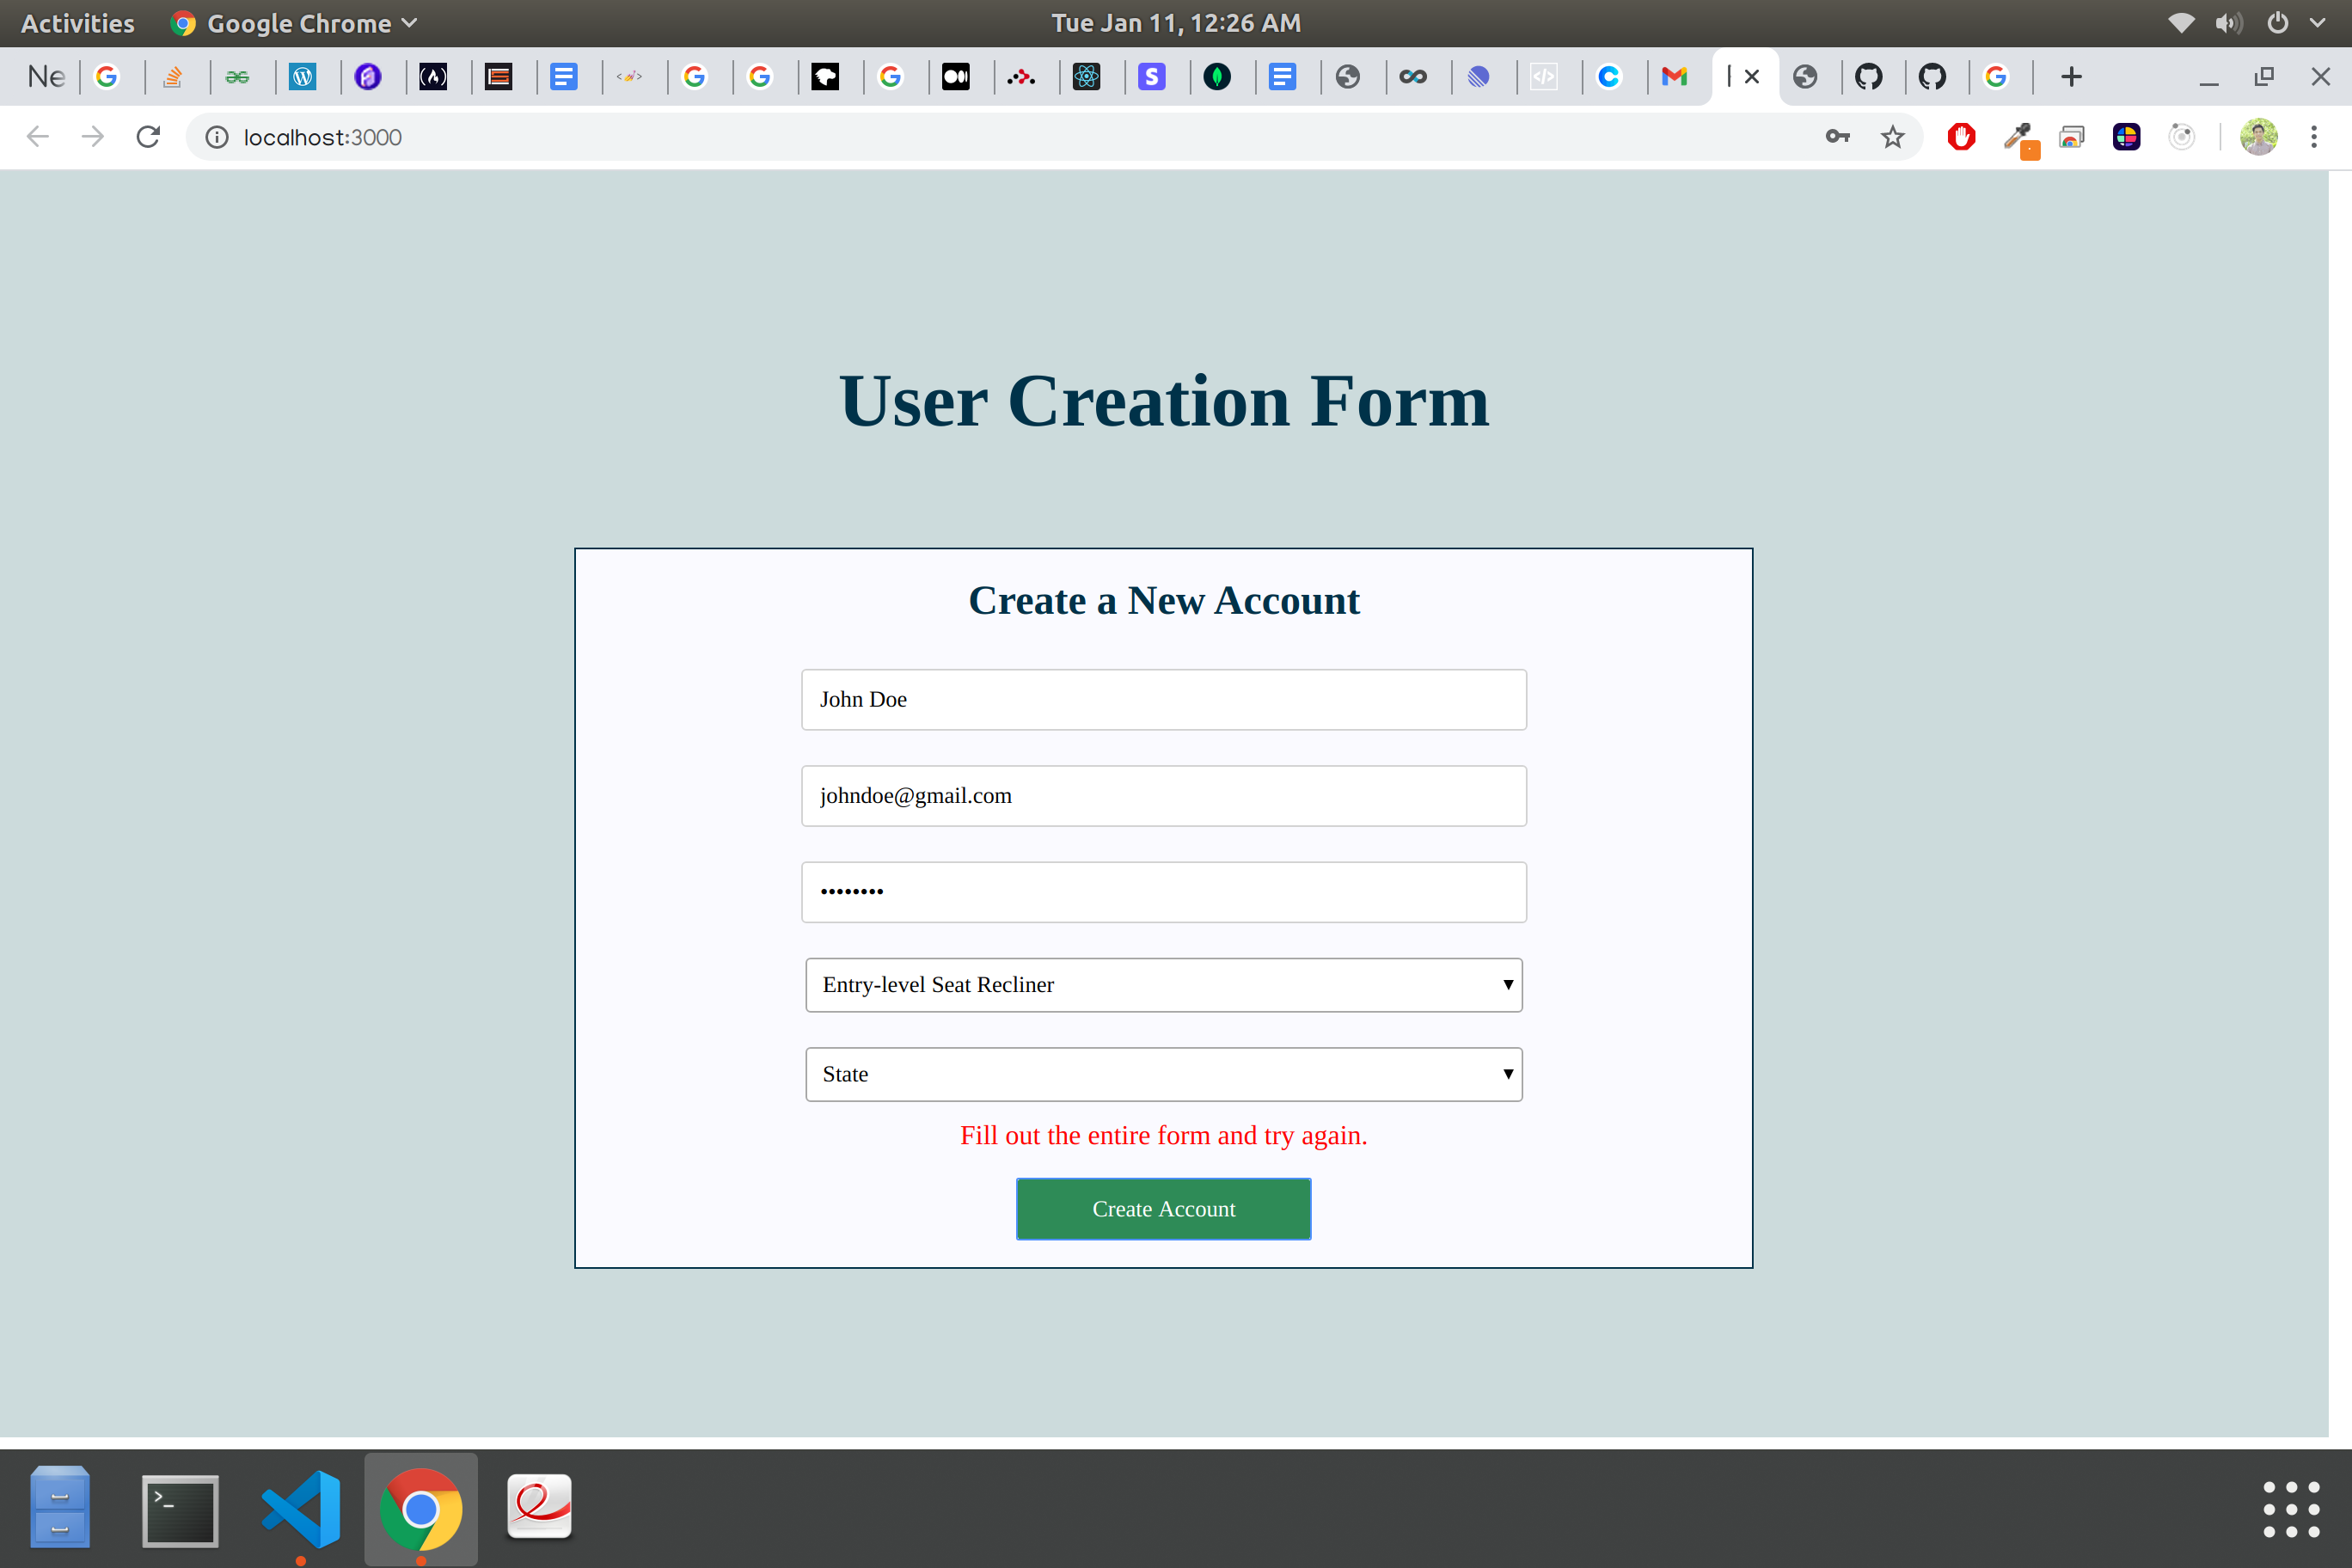 Activities Google Chrome Tue Jan 11, 12:26 AM
Ne
localhost:3000
User Creation Form
Create a New Account
John Doe
johndoe@gmail.com
••••••••
Entry-level Seat Recliner
State
Fill out the entire form and try again.
Create Account